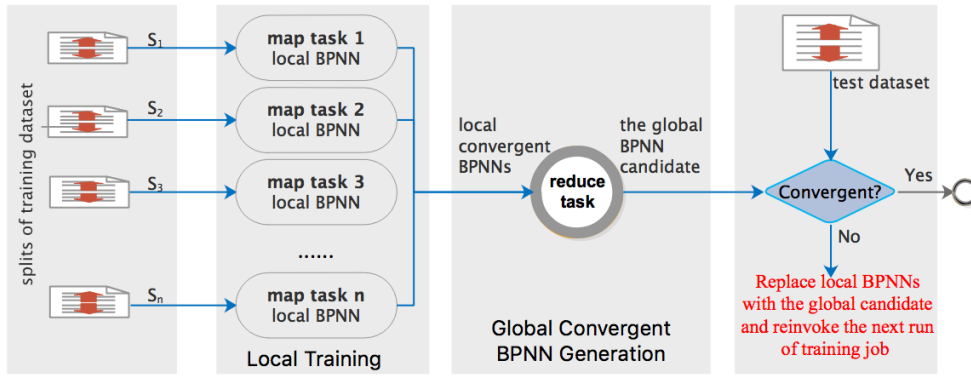 splits of training dataset
S1
S2
S3
Sn
map task 1
local BPNN
map task 2
local BPNN
map task 3
local BPNN
......
map task n
local BPNN
Local Training
local
convergent
BPNNs
reduce
task
the global
BPNN
candidate
Global Convergent
BPNN Generation
test dataset
Convergent?
Yes
No
Replace local BPNNs
with the global candidate
and reinvoke the next run
of training job